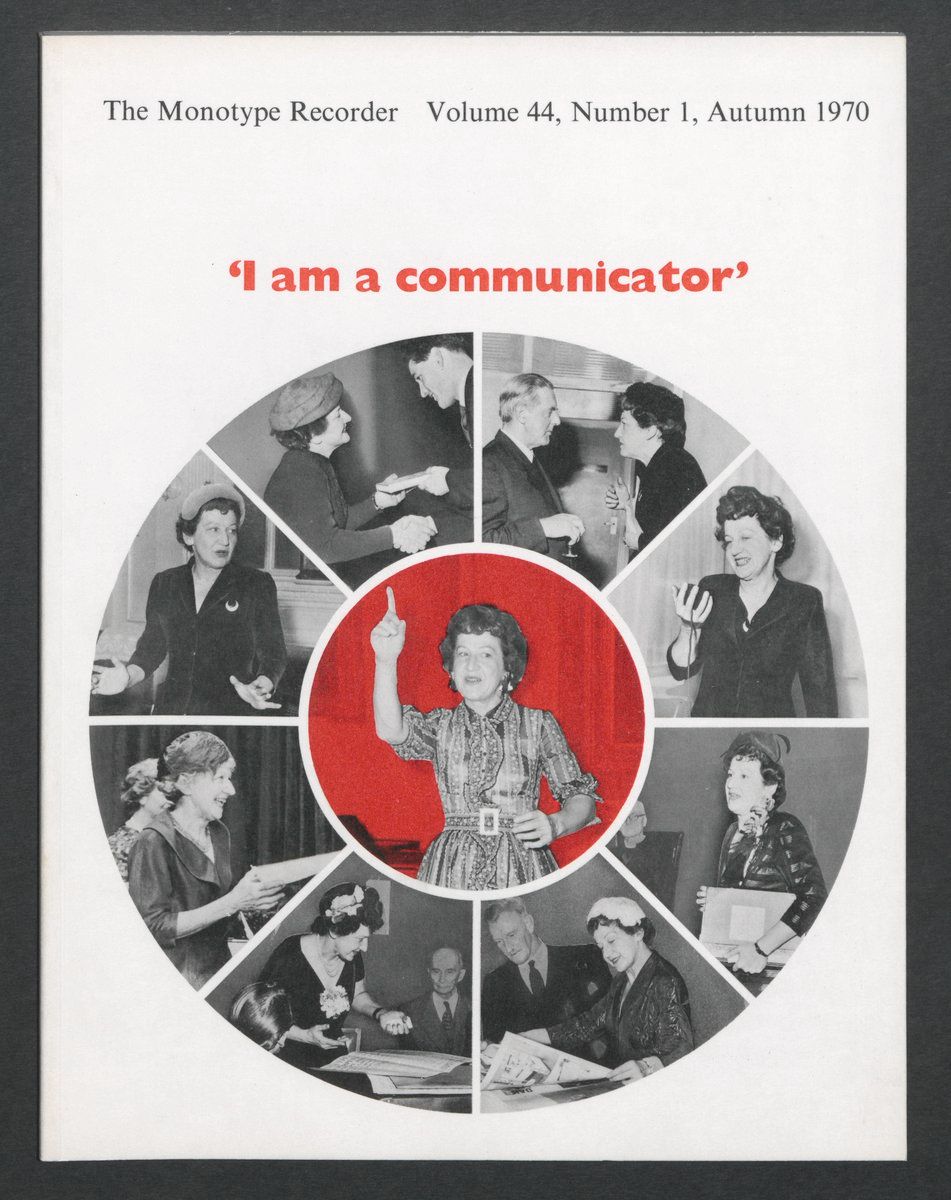 The Monotype Recorder Volume 44, Number 1, Autumn 1970
‘I am a communicator’